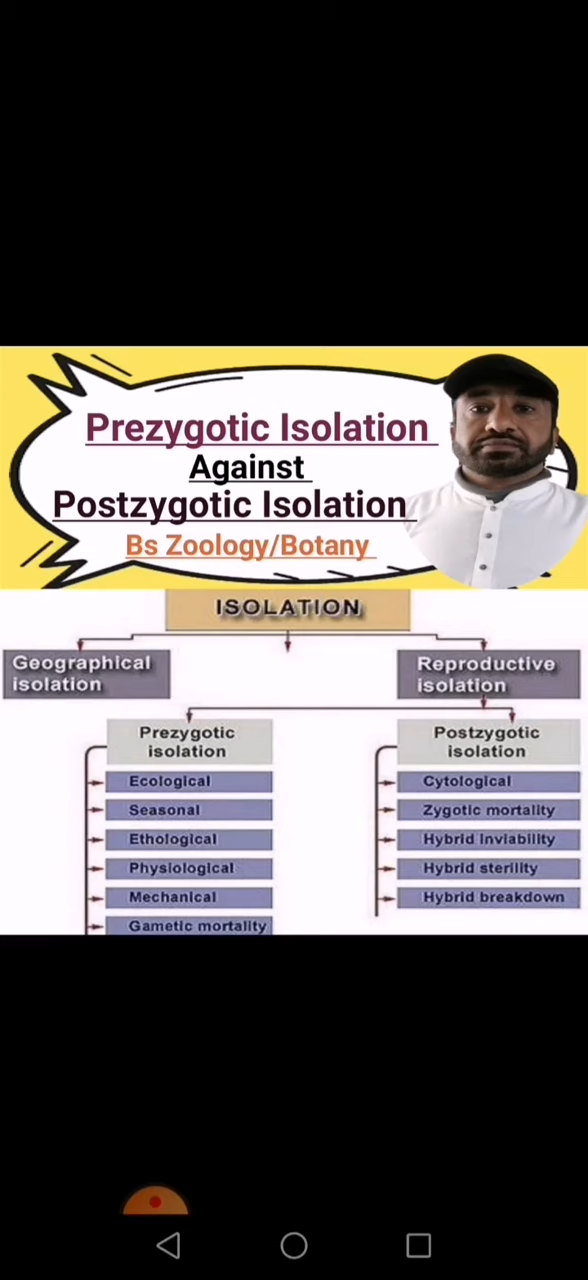 Prezygotic Isolation
Against
Postzygotic Isolation
Bs Zoology/Botany
ISOLATION
Geographical
isolation
Reproductive
isolation
Prezygotic
isolation
Ecological
Seasonal
Ethological
Physiological
Mechanical
Gametic mortality
Postzygotic
isolation
Cytological
Zygotic mortality
Hybrid inviability
Hybrid sterility
Hybrid breakdown